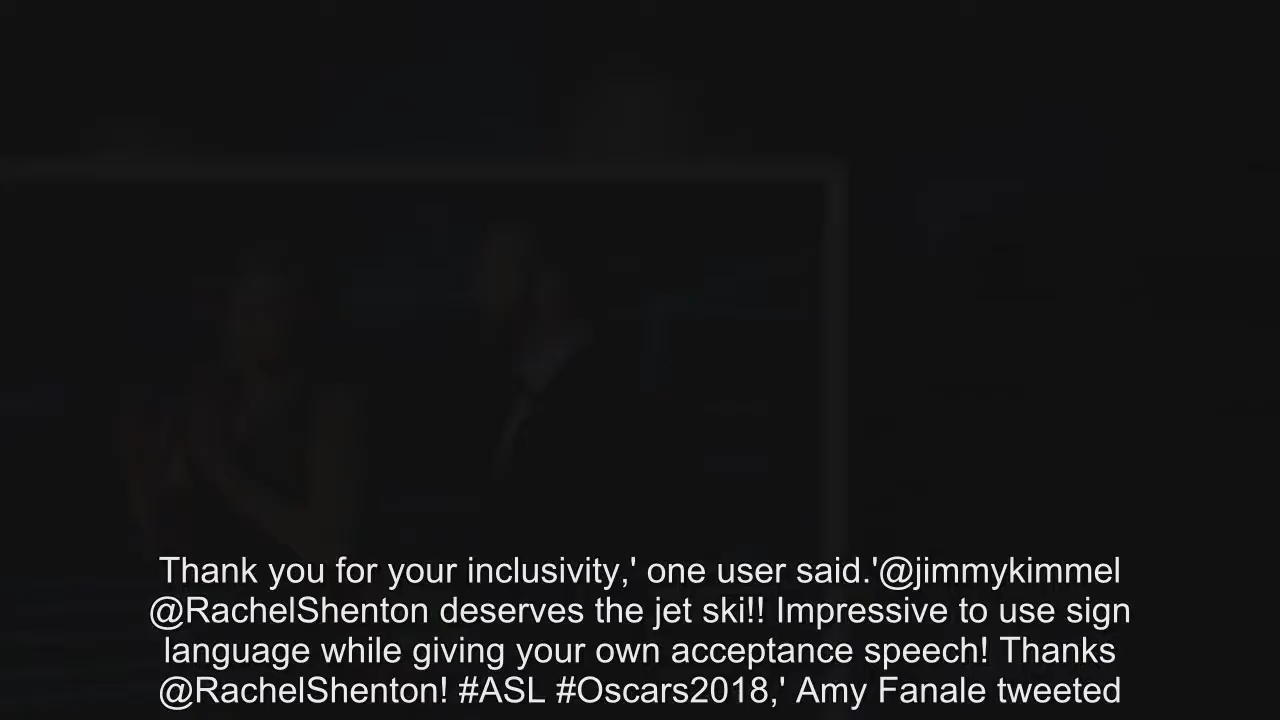 Thank you for your inclusivity,' one user said.'@jimmykimmel
@RachelShenton deserves the jet ski!! Impressive to use sign
language while giving your own acceptance speech! Thanks
@RachelShenton! #ASL #Oscars2018,' Amy Fanale tweeted